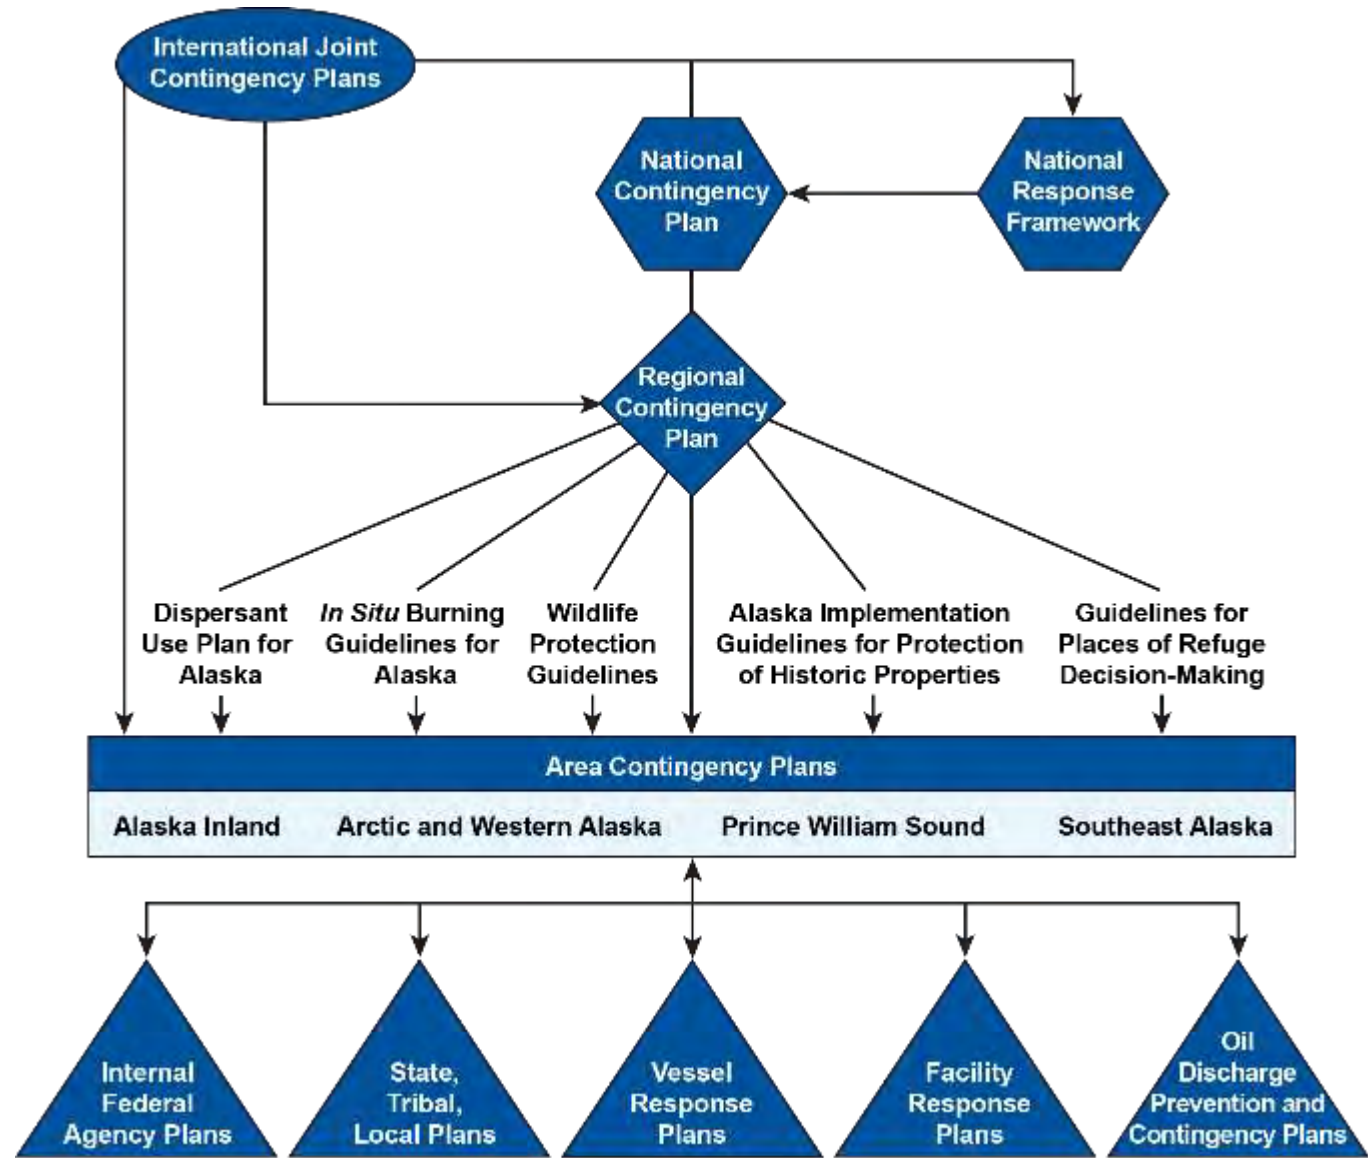 International Joint
Contingency Plans
National
Contingency
Plan
National
Response
Framework
Regional
Contingency
Plan
Dispersant
Use Plan for
Alaska
In Situ Burning
Guidelines for
Alaska
Wildlife
Protection
Guidelines
Alaska Implementation
Guidelines for Protection
of Historic Properties
Guidelines for
Places of Refuge
Decision-Making
Area Contingency Plans
Alaska Inland
Arctic and Western Alaska
Prince William Sound
Southeast Alaska
Internal
Federal
Agency Plans
State,
Tribal,
Local Plans
Vessel
Response
Plans
Facility
Response
Plans
Oil
Discharge
Prevention and
Contingency Plans